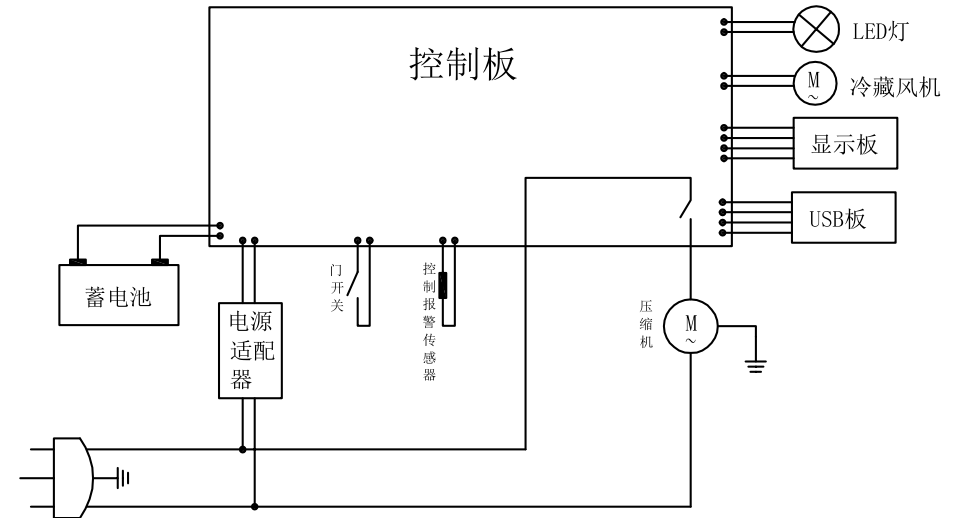 控制板
LED灯
M
~
冷藏风机
显示板
USB板
蓄电池
电源
适配
器
门
开
关
控
制
报
警
传
感
器
压
缩
机
M
~